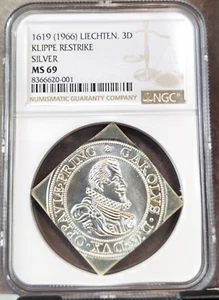 1619 (1966) LIECHTEN. 3D
KLIPPE RESTRIKE
SILVER
MS 69
8366620-001
NUMISMATIC GUARANTY COMPANY
NGC
CAROLVS